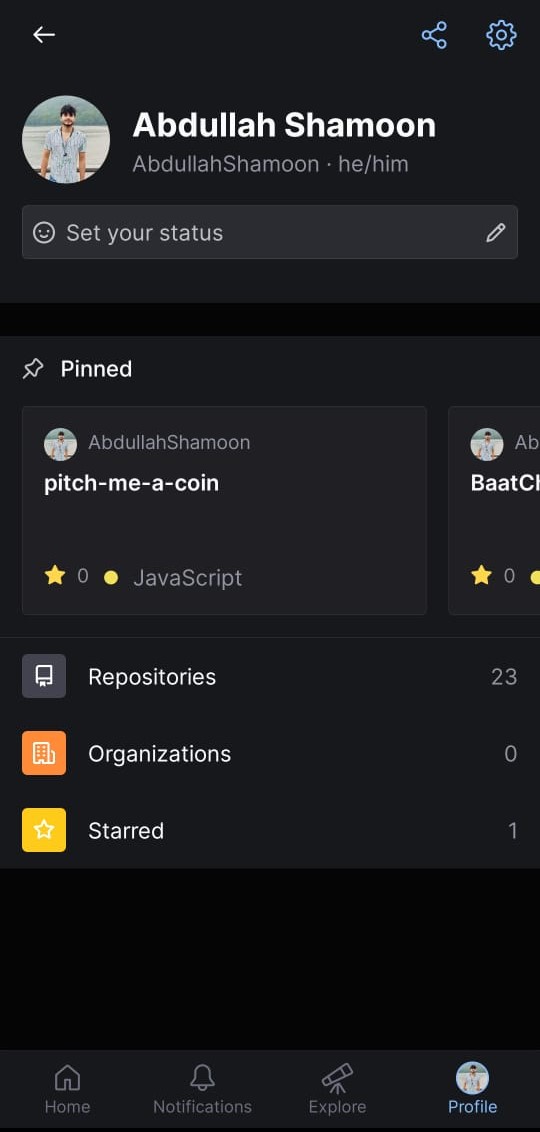 Abdullah Shamoon
AbdullahShamoon · he/him
Set your status
Pinned
AbdullahShamoon
pitch-me-a-coin
0 JavaScript
Ab
BaatCh
0
Repositories 23
Organizations 0
Starred 1
Home Notifications Explore Profile